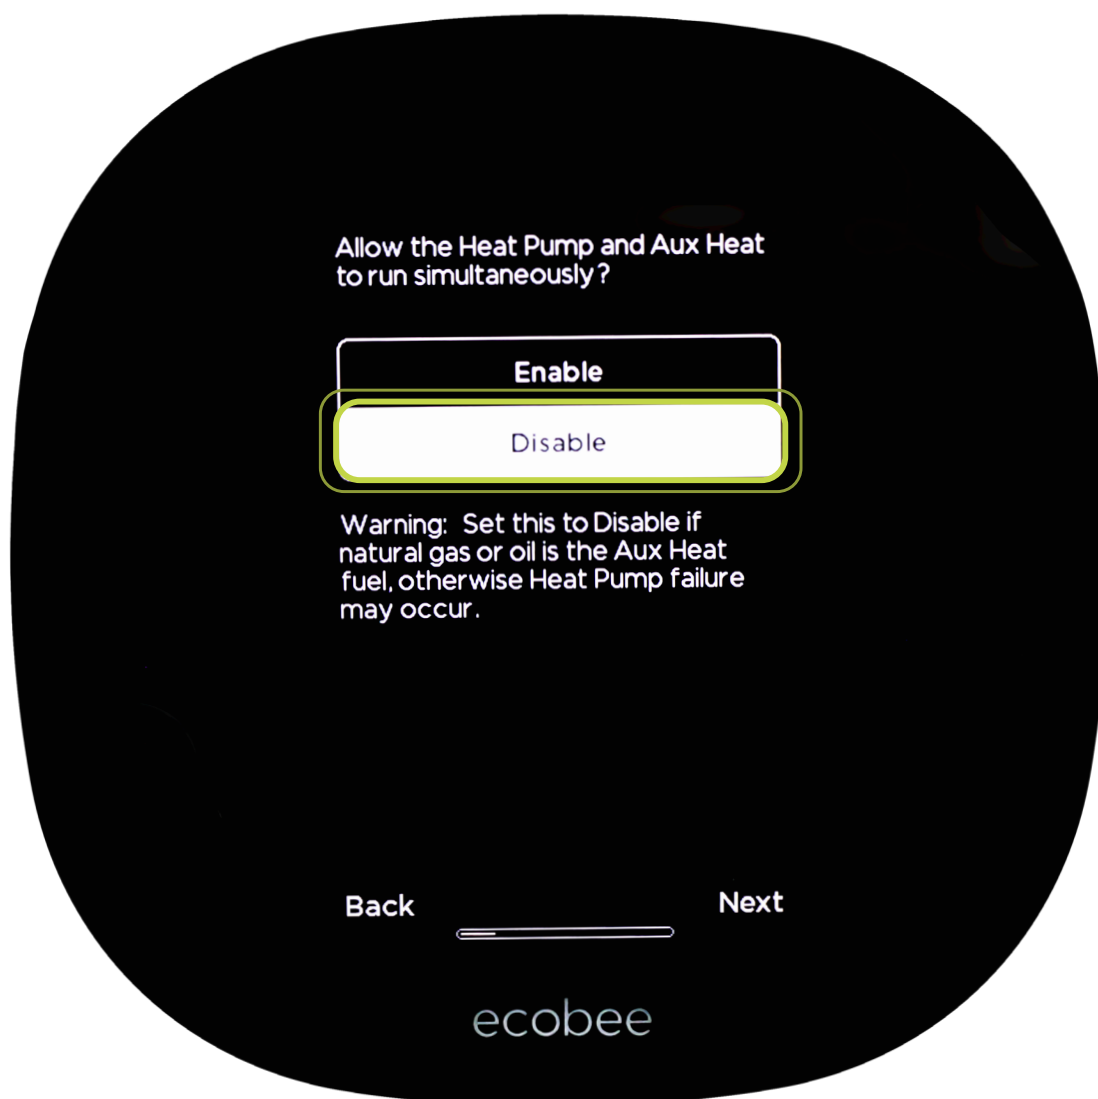 Allow the Heat Pump and Aux Heat
to run simultaneously?
Enable
Disable
Warning: Set this to Disable if
natural gas or oil is the Aux Heat
fuel, otherwise Heat Pump failure
may occur.
Back
Next
ecobee